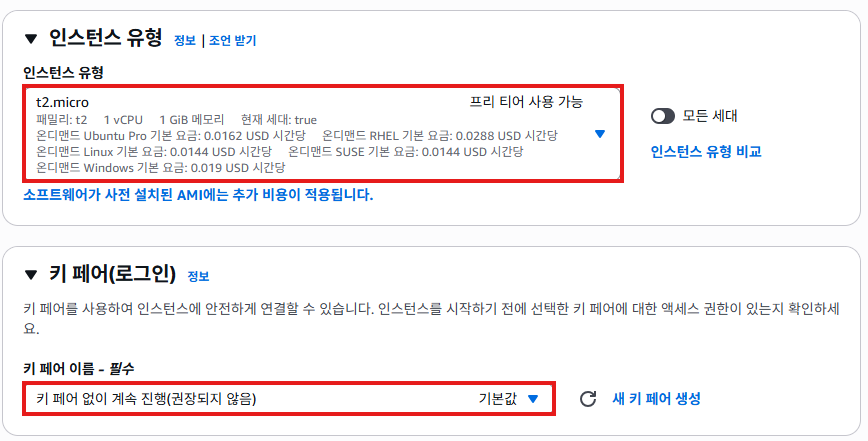 인스턴스 유형 정보 | 조언 받기
인스턴스 유형
t2.micro 프리 티어 사용 가능
패밀리: t2 1 vCPU 1 GiB 메모리 현재 세대: true
온디맨드 Ubuntu Pro 기본 요금: 0.0162 USD 시간당 온디맨드 RHEL 기본 요금: 0.0288 USD 시간당
온디맨드 Linux 기본 요금: 0.0144 USD 시간당 온디맨드 SUSE 기본 요금: 0.0144 USD 시간당
온디맨드 Windows 기본 요금: 0.019 USD 시간당
모든 세대
인스턴스 유형 비교
소프트웨어가 사전 설치된 AMI에는 추가 비용이 적용됩니다.
키 페어(로그인) 정보
키 페어를 사용하여 인스턴스에 안전하게 연결할 수 있습니다. 인스턴스를 시작하기 전에 선택한 키 페어에 대한 액세스 권한이 있는지 확인하세
요.
키 페어 이름 - 필수
키 페어 없이 계속 진행(권장되지 않음) 기본값
새 키 페어 생성